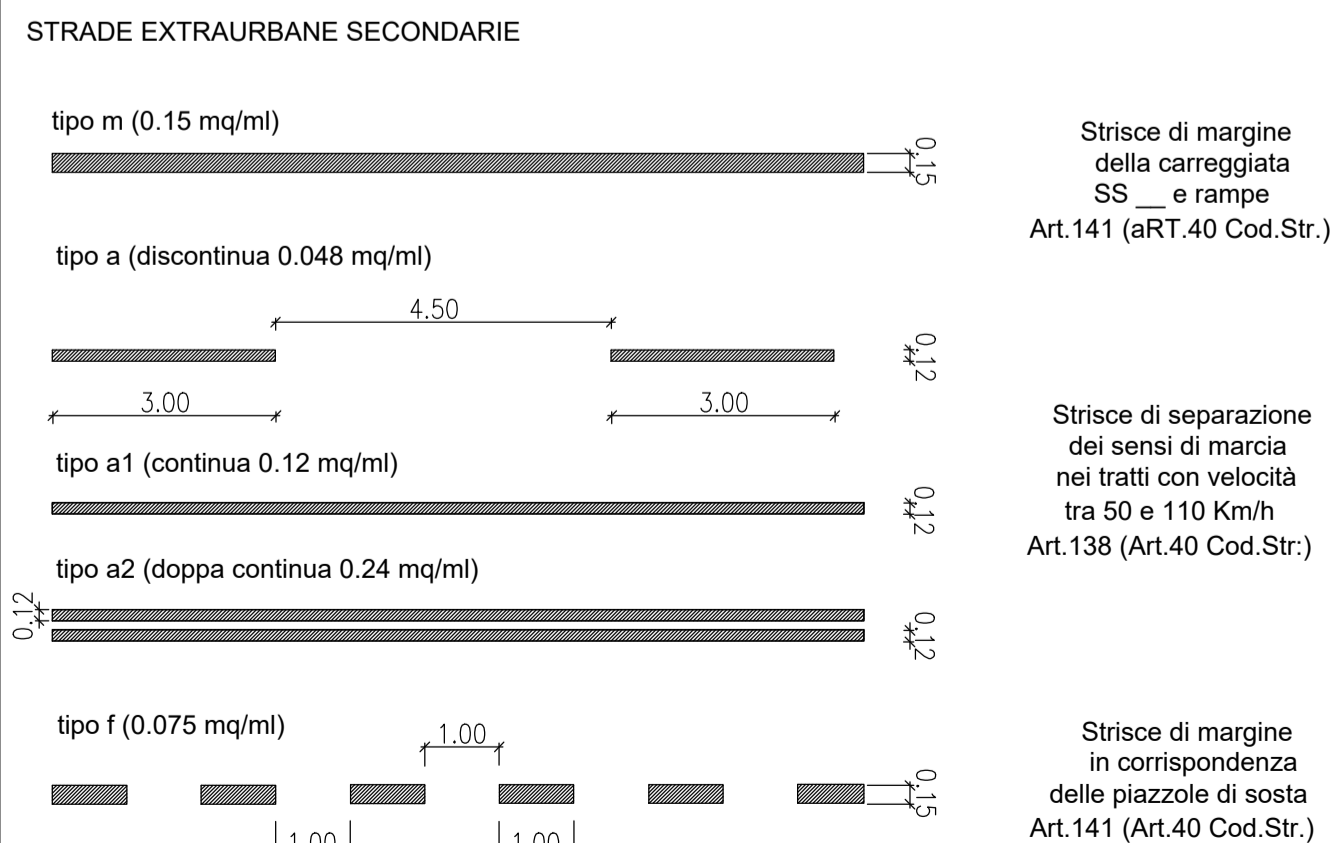 STRADE EXTRAURBANE SECONDARIE
tipo m (0.15 mq/ml)
0.15
Strisce di margine
della carreggiata
SS __ e rampe
Art.141 (aRT.40 Cod.Str.)
tipo a (discontinua 0.048 mq/ml)
4.50
0.12
3.00
3.00
tipo a1 (continua 0.12 mq/ml)
0.12
Strisce di separazione
dei sensi di marcia
nei tratti con velocità
tra 50 e 110 Km/h
Art.138 (Art.40 Cod.Str:)
tipo a2 (doppa continua 0.24 mq/ml)
0.12
0.12
tipo f (0.075 mq/ml)
1.00
0.15
1.00
1.00
Strisce di margine
in corrispondenza
delle piazzole di sosta
Art.141 (Art.40 Cod.Str.)